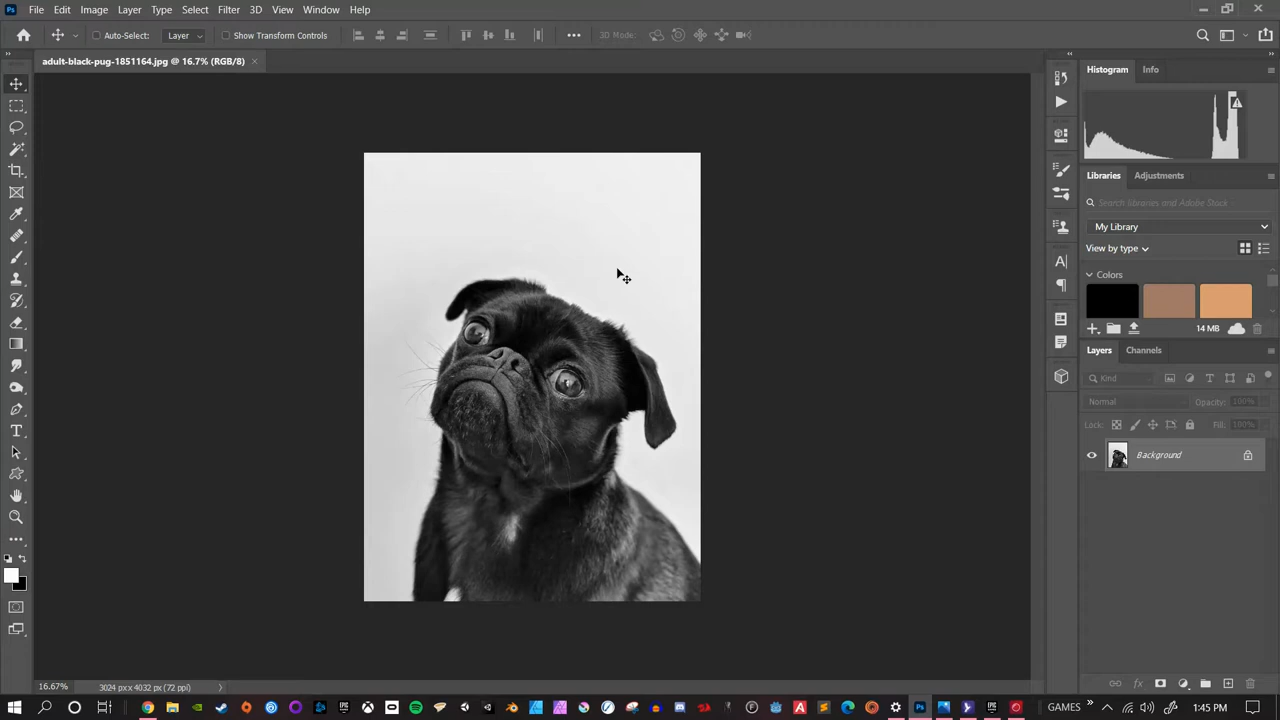 Ps File Edit Image Layer Type Select Filter 3D View Window Help
Auto-Select: Layer Show Transform Controls 3D Mode:
adult-black-pug-1851164.jpg @ 16.7% (RGB/8)
Histogram Info
Libraries Adjustments
Search libraries and Adobe Stock
My Library
View by type
Colors
14 MB
Layers Channels
Kind
Normal Opacity: 100%
Lock: Fill: 100%
Background
16.67% 3024 px x 4032 px (72 ppi)
GAMES 1:45 PM